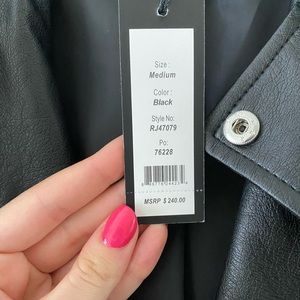 Size :
Medium
Color :
Black
Style No:
RJ47079
Po:
76228
MSRP $ 240.00